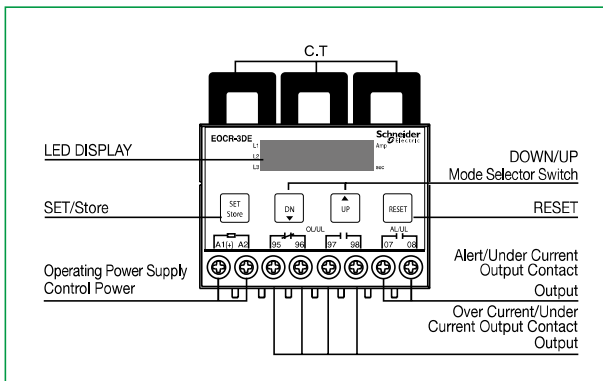 C.T
EOCR-3DE
Schneider
Electric
L1
Amp
L2
L3
sec
LED DISPLAY
DOWN/UP
Mode Selector Switch
SET/Store
SET
Store
DN
UP
RESET
RESET
OL/UL
AL/UL
A1(+) A2 95 96 97 98 07 08
Operating Power Supply
Control Power
Alert/Under Current
Output Contact
Output
Over Current/Under
Current Output Contact
Output